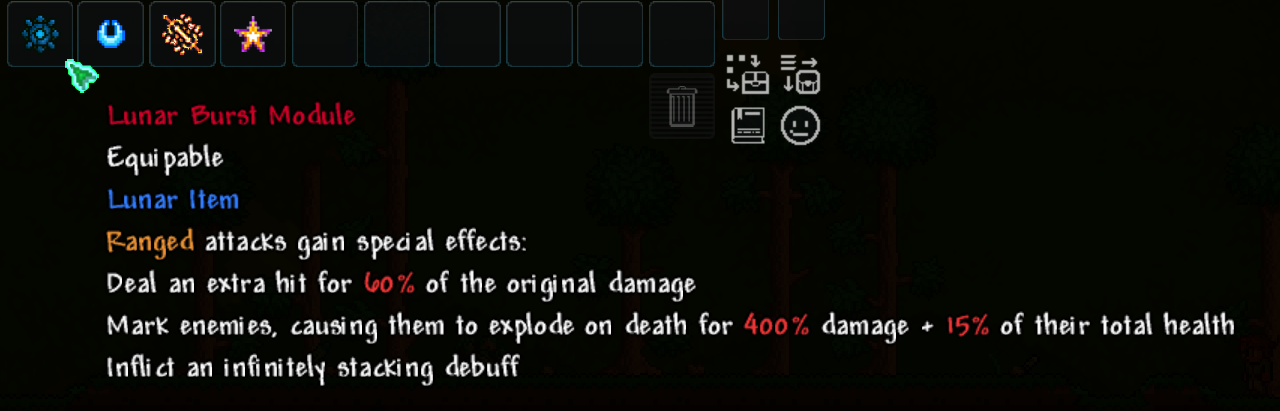 Lunar Burst Module
Equipable
Lunar Item
Ranged attacks gain special effects:
Deal an extra hit for 60% of the original damage
Mark enemies, causing them to explode on death for 400% damage + 15% of their total health
Inflict an infinitely stacking debuff